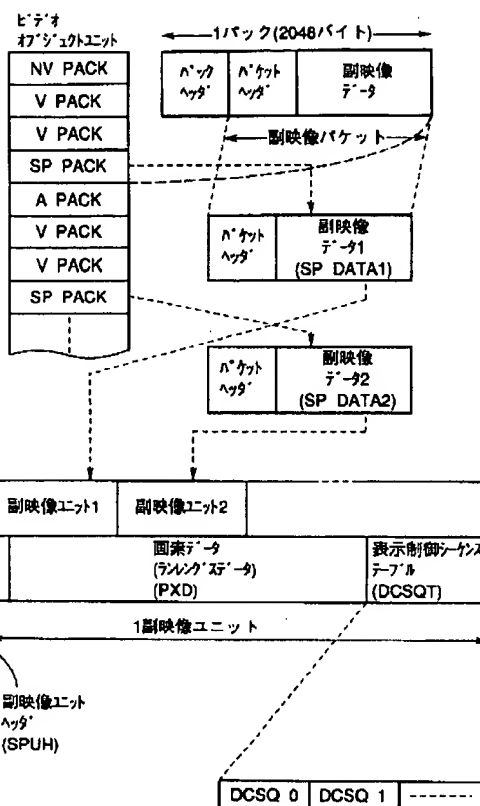 ﾋﾞﾃﾞｵ
ｵﾌﾞｼﾞｪｸﾄﾕﾆｯﾄ
1パック(2048バイト)
NV PACK
V PACK
V PACK
SP PACK
A PACK
V PACK
V PACK
SP PACK
ﾊﾟｯｸ
ﾍｯﾀﾞ
ﾊﾟｹｯﾄ
ﾍｯﾀﾞ
副映像
ﾃﾞｰﾀ
副映像パケット
ﾊﾟｹｯﾄ
ﾍｯﾀﾞ
副映像
ﾃﾞｰﾀ1
(SP DATA1)
ﾊﾟｹｯﾄ
ﾍｯﾀﾞ
副映像
ﾃﾞｰﾀ2
(SP DATA2)
副映像ﾕﾆｯﾄ1
副映像ﾕﾆｯﾄ2
画素ﾃﾞｰﾀ
(ﾗﾝﾚﾝｸﾞｽﾃﾞｰﾀ)
(PXD)
表示制御ｼｰｹﾝｽ
ﾃｰﾌﾞﾙ
(DCSQT)
1副映像ユニット
副映像ﾕﾆｯﾄ
ﾍｯﾀﾞ
(SPUH)
DCSQ 0
DCSQ 1